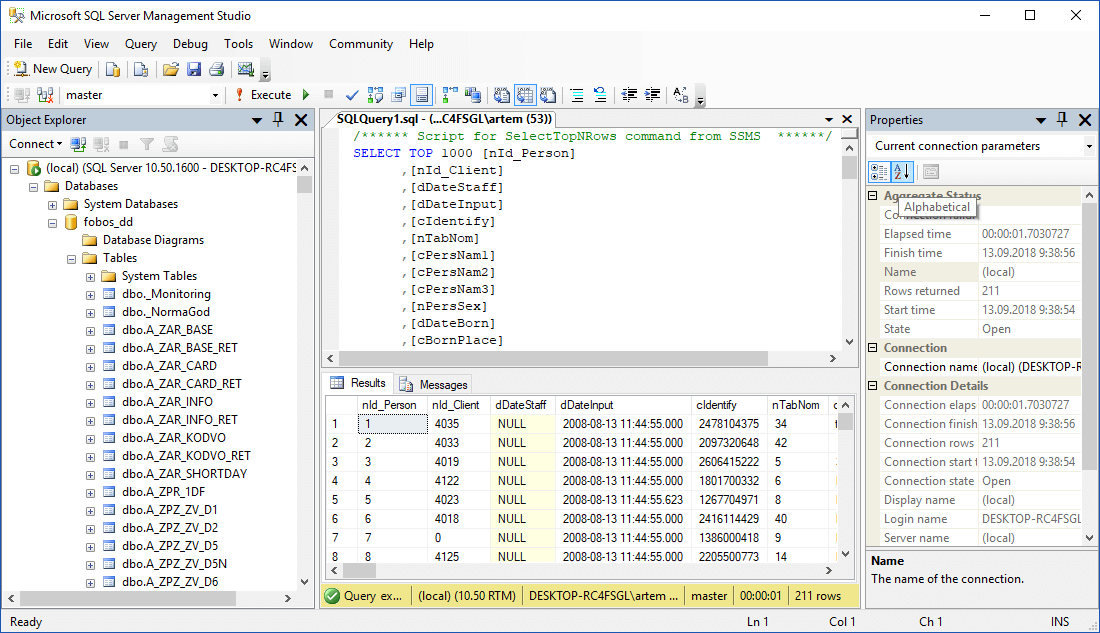 Microsoft SQL Server Management Studio
File Edit View Query Debug Tools Window Community Help
New Query
master Execute
Object Explorer
Connect
(local) (SQL Server 10.50.1600 - DESKTOP-RC4FS
Databases
System Databases
fobos_dd
Database Diagrams
Tables
System Tables
dbo._Monitoring
dbo._NormaGod
dbo.A_ZAR_BASE
dbo.A_ZAR_BASE_RET
dbo.A_ZAR_CARD
dbo.A_ZAR_CARD_RET
dbo.A_ZAR_INFO
dbo.A_ZAR_INFO_RET
dbo.A_ZAR_KODVO
dbo.A_ZAR_KODVO_RET
dbo.A_ZAR_SHORTDAY
dbo.A_ZPR_1DF
dbo.A_ZPZ_ZV_D1
dbo.A_ZPZ_ZV_D2
dbo.A_ZPZ_ZV_D5
dbo.A_ZPZ_ZV_D5N
dbo.A_ZPZ_ZV_D6
SQLQuery1.sql - (...C4FSGL\artem (53))
/****** Script for SelectTopNRows command from SSMS ******/
SELECT TOP 1000 [nId_Person]
,[nId_Client]
,[dDateStaff]
,[dDateInput]
,[cIdentify]
,[nTabNom]
,[cPersNam1]
,[cPersNam2]
,[cPersNam3]
,[nPersSex]
,[dDateBorn]
,[cBornPlace]
Results Messages
nId_Person nId_Client dDateStaff dDateInput cIdentify nTabNom
1 1 4035 NULL 2008-08-13 11:44:55.000 2478104375 34
2 2 4033 NULL 2008-08-13 11:44:55.000 2097320648 42
3 3 4019 NULL 2008-08-13 11:44:55.000 2606415222 5
4 4 4122 NULL 2008-08-13 11:44:55.000 1801700332 6
5 5 4023 NULL 2008-08-13 11:44:55.623 1267704971 8
6 6 4018 NULL 2008-08-13 11:44:55.000 2416114429 40
7 7 0 NULL 2008-08-13 11:44:55.000 1386000418 9
8 8 4125 NULL 2008-08-13 11:44:55.000 2205500773 14
Query ex... (local) (10.50 RTM) DESKTOP-RC4FSGL\artem ... master 00:00:01 211 rows
Properties
Current connection parameters
Aggregate Status
Alphabetical
Elapsed time 00:00:01.7030727
Finish time 13.09.2018 9:38:56
Name (local)
Rows returned 211
Start time 13.09.2018 9:38:54
State Open
Connection
Connection name (local) (DESKTOP-R
Connection Details
Connection elaps 00:00:01.7030727
Connection finish 13.09.2018 9:38:56
Connection rows 211
Connection start t 13.09.2018 9:38:54
Connection state Open
Display name (local)
Login name DESKTOP-RC4FSGL
Server name (local)
Name
The name of the connection.
Ready Ln 1 Col 1 Ch 1 INS